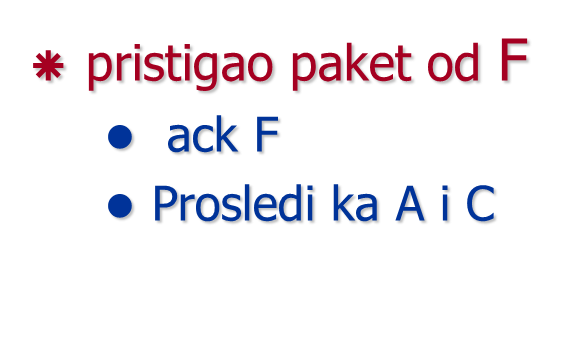 pristigao paket od F
ack F
Prosledi ka A i C